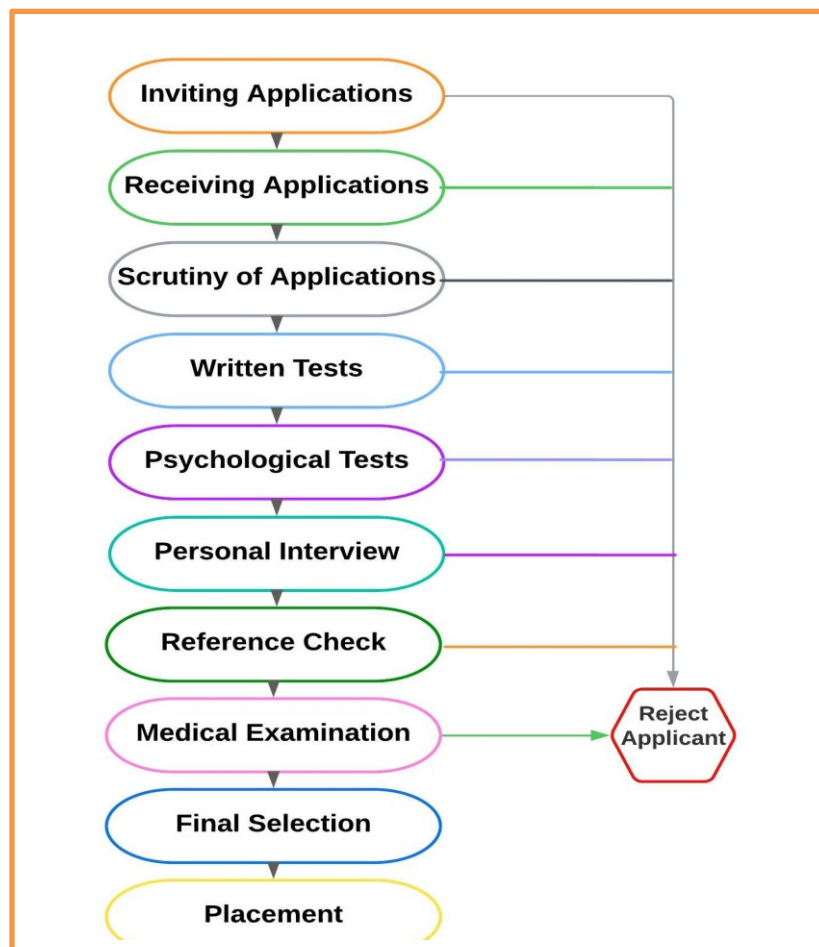 Inviting Applications
Receiving Applications
Scrutiny of Applications
Written Tests
Psychological Tests
Personal Interview
Reference Check
Medical Examination
Reject
Applicant
Final Selection
Placement